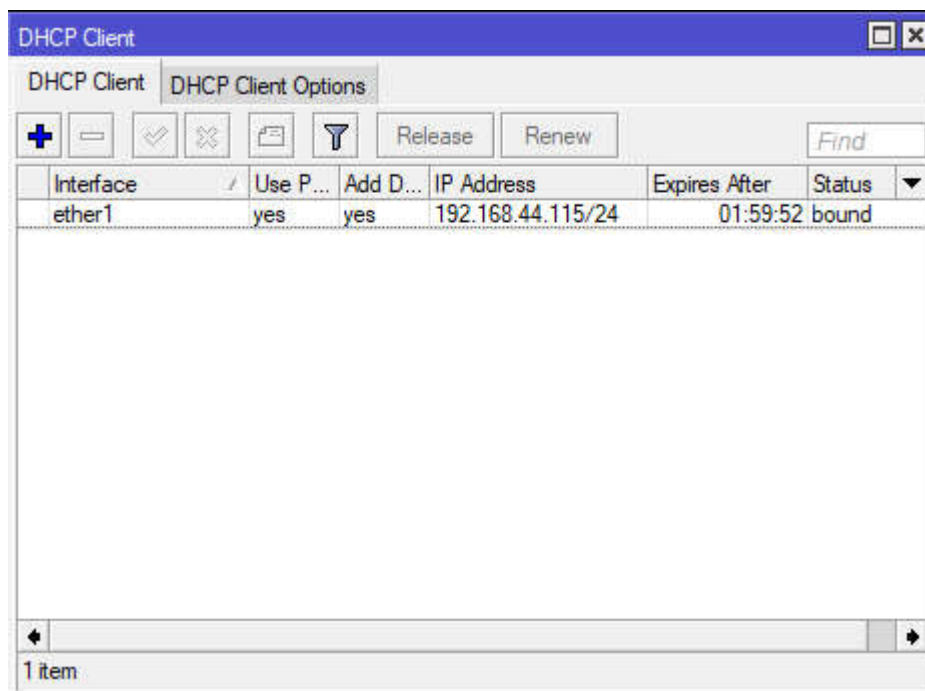 DHCP Client
DHCP Client DHCP Client Options
Release Renew Find
Interface Use P... Add D... IP Address Expires After Status
ether1 yes yes 192.168.44.115/24 01:59:52 bound
1 item